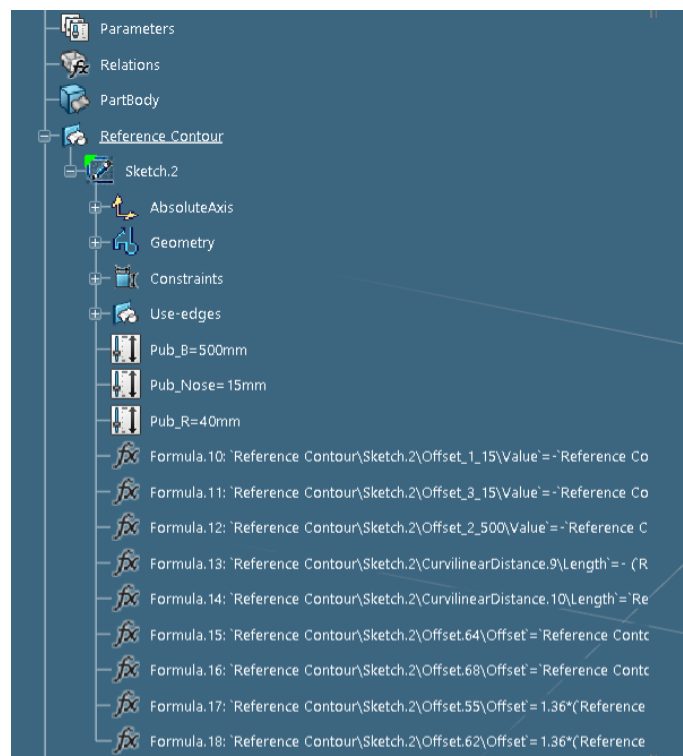 Parameters
Relations
PartBody
Reference Contour
Sketch.2
AbsoluteAxis
Geometry
Constraints
Use-edges
Pub_B=500mm
Pub_Nose=15mm
Pub_R=40mm
Formula.10: `Reference Contour\Sketch.2\Offset_1_15\Value`=-`Reference Co
Formula.11: `Reference Contour\Sketch.2\Offset_3_15\Value`=-`Reference Co
Formula.12: `Reference Contour\Sketch.2\Offset_2_500\Value`=-`Reference C
Formula.13: `Reference Contour\Sketch.2\CurvilinearDistance.9\Length`=- (`R
Formula.14: `Reference Contour\Sketch.2\CurvilinearDistance.10\Length`=`Re
Formula.15: `Reference Contour\Sketch.2\Offset.64\Offset`=`Reference Contc
Formula.16: `Reference Contour\Sketch.2\Offset.68\Offset`=`Reference Contc
Formula.17: `Reference Contour\Sketch.2\Offset.55\Offset`=1.36*(`Reference
Formula.18: `Reference Contour\Sketch.2\Offset.62\Offset`=1.36*(`Reference